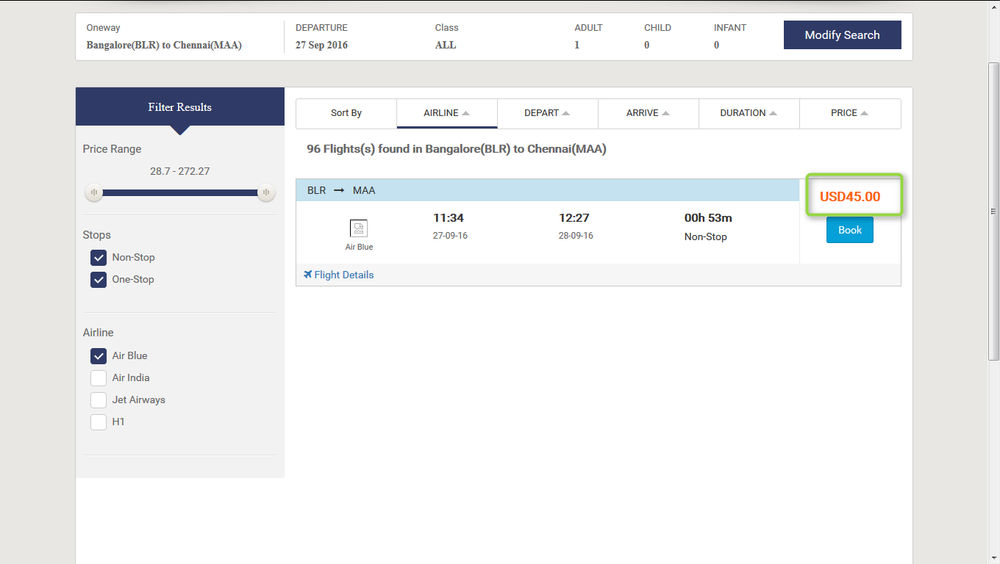 Oneway
Bangalore(BLR) to Chennai(MAA)
DEPARTURE
27 Sep 2016
Class
ALL
ADULT
1
CHILD
0
INFANT
0
Modify Search
Filter Results
Price Range
28.7 - 272.27
Stops
Non-Stop
One-Stop
Airline
Air Blue
Air India
Jet Airways
H1
Sort By
AIRLINE
DEPART
ARRIVE
DURATION
PRICE
96 Flights(s) found in Bangalore(BLR) to Chennai(MAA)
BLR → MAA
Air Blue
11:34
27-09-16
12:27
28-09-16
00h 53m
Non-Stop
USD45.00
Book
Flight Details